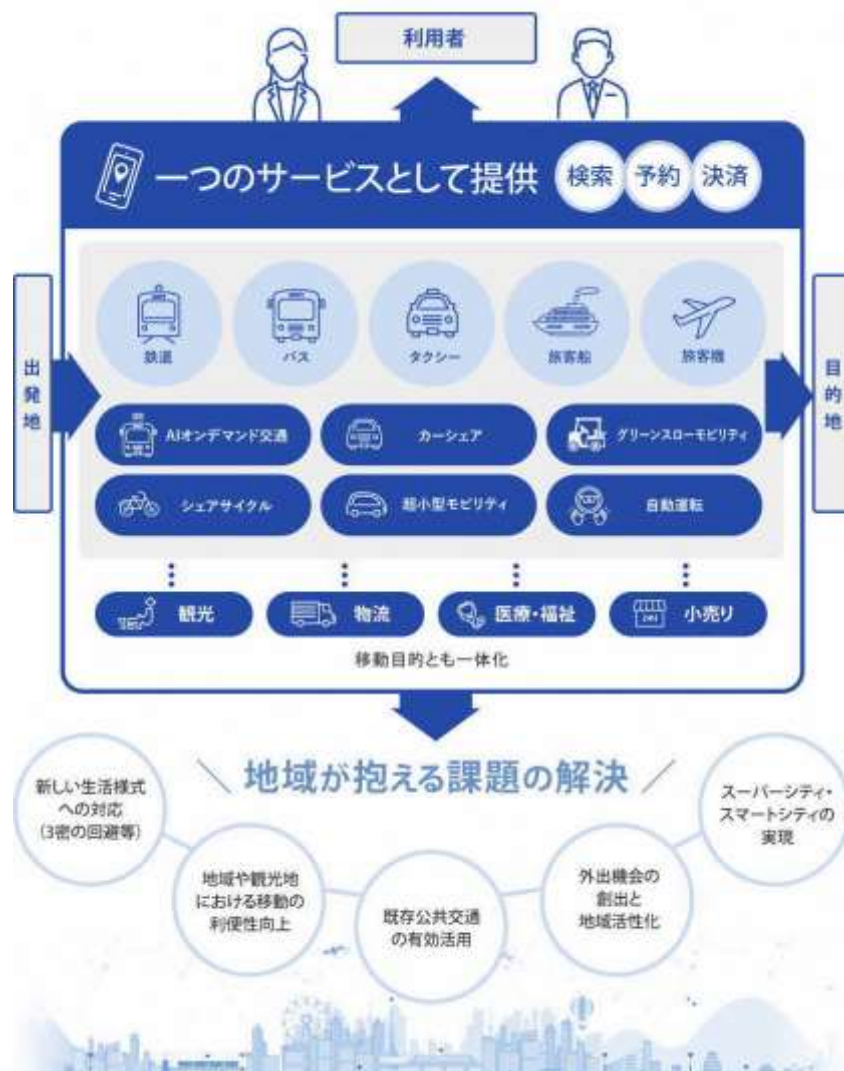 利用者
一つのサービスとして提供
検索
予約
決済
出発地
目的地
鉄道
バス
タクシー
旅客船
旅客機
AIオンデマンド交通
カーシェア
グリーンスローモビリティ
シェアサイクル
超小型モビリティ
自動運転
観光
物流
医療・福祉
小売り
移動目的とも一体化
地域が抱える課題の解決
新しい生活様式
への対応
(3密の回避等)
地域や観光地
における移動の
利便性向上
既存公共交通
の有効活用
外出機会の
創出と
地域活性化
スーパーシティ・
スマートシティの
実現